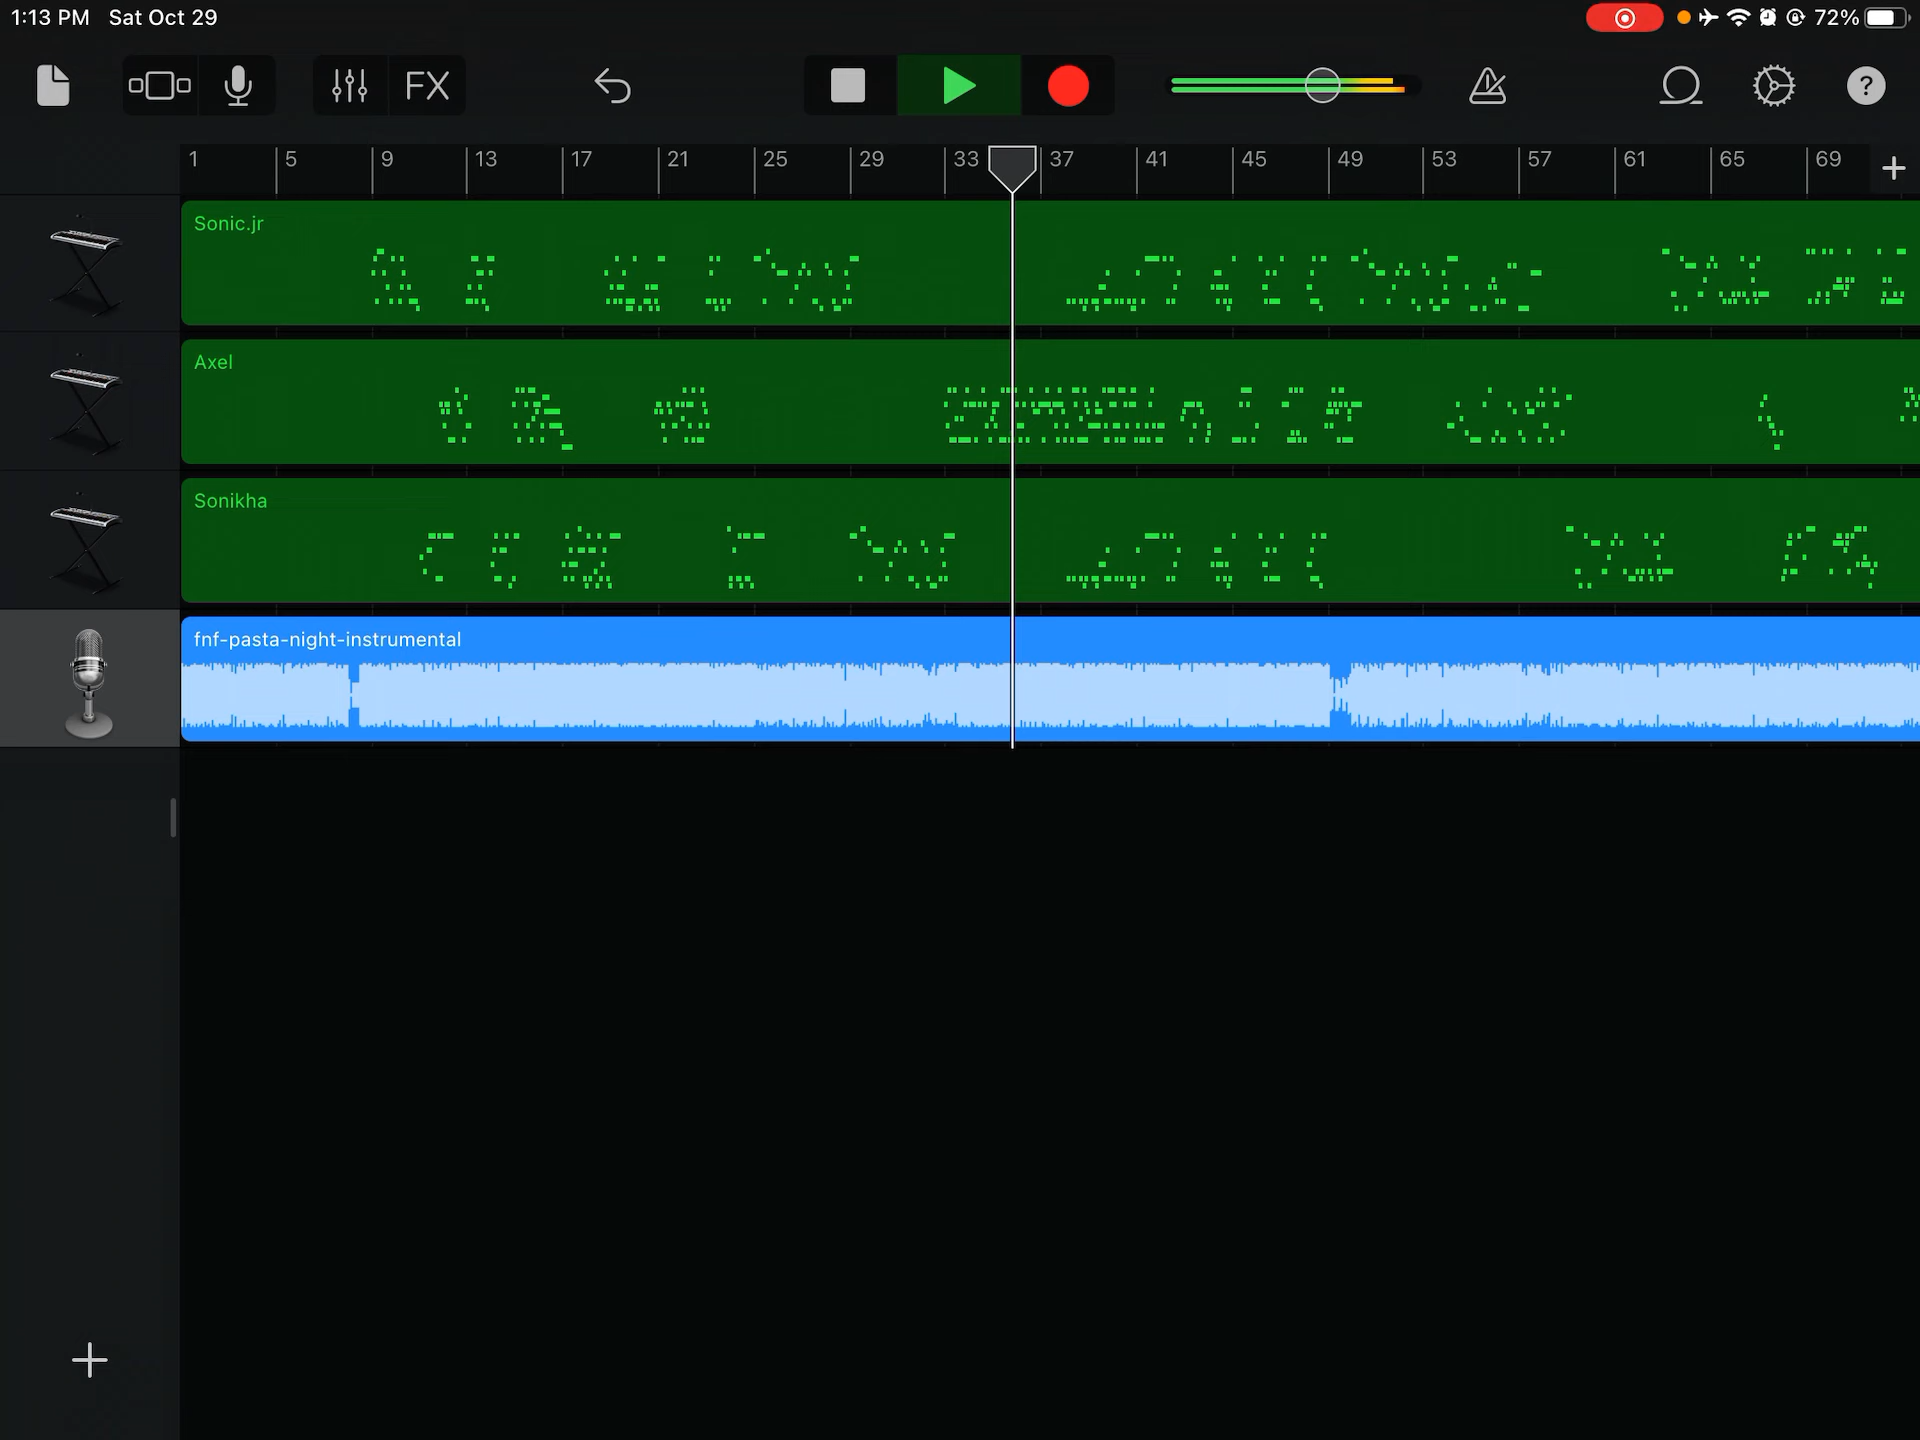 1:13 PM Sat Oct 29 72%
FX ?
1 5 9 13 17 21 25 29 33 37 41 45 49 53 57 61 65 69
Sonic.jr
Axel
Sonikha
fnf-pasta-night-instrumental